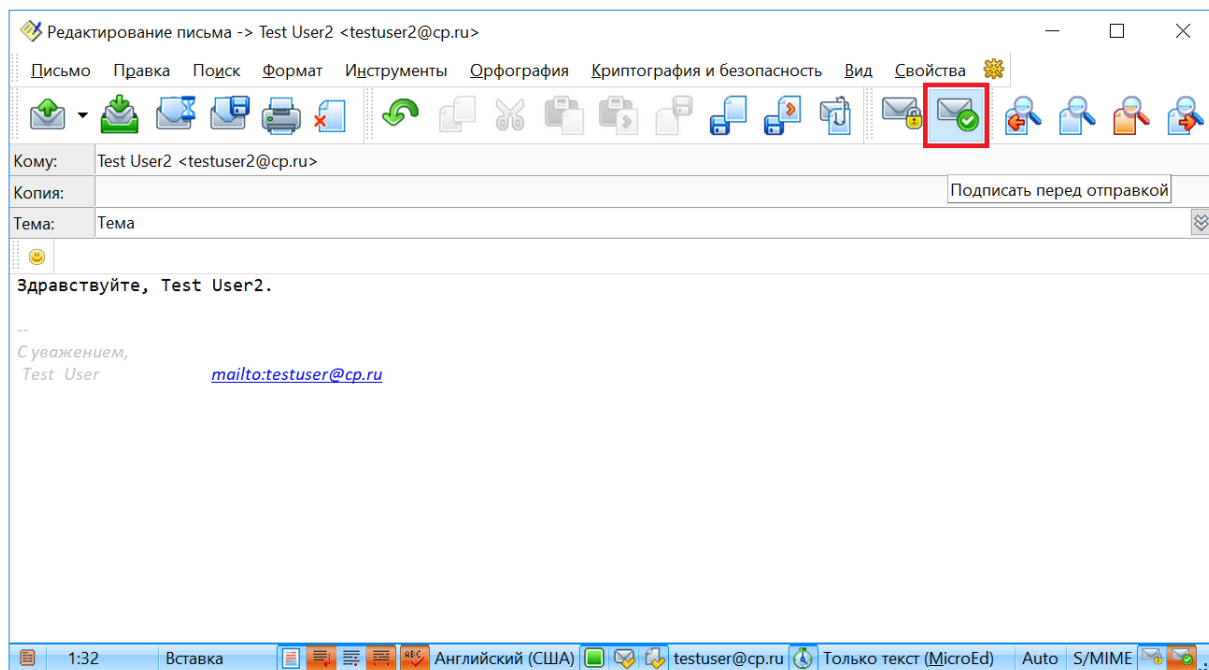 Редактирование письма -> Test User2 <testuser2@cp.ru>
Письмо Правка Поиск Формат Инструменты Орфография Криптография и безопасность Вид Свойства
Кому: Test User2 <testuser2@cp.ru>
Копия:
Подписать перед отправкой
Тема: Тема
Здравствуйте, Test User2.
--
С уважением,
Test User mailto:testuser@cp.ru
1:32 Вставка ABC Английский (США) testuser@cp.ru Только текст (MicroEd) Auto S/MIME